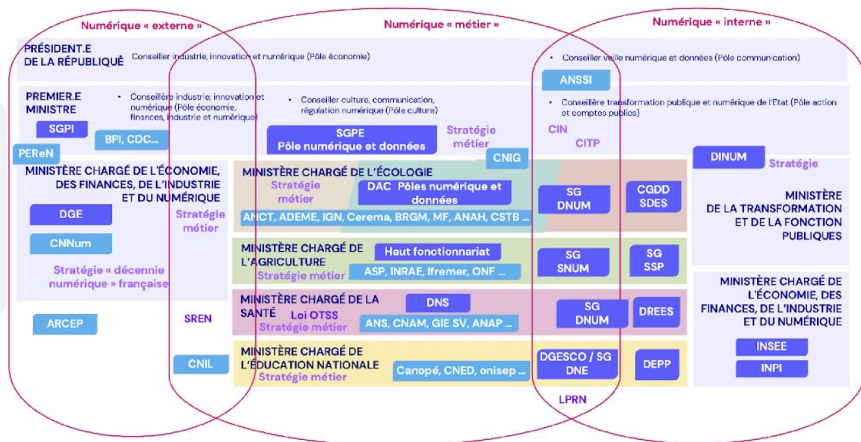 Numérique « externe »
Numérique « métier »
Numérique « interne »
PRÉSIDENT.E
DE LA RÉPUBLIQUE
Conseiller industrie, innovation et numérique (Pôle économie)
Conseiller veille numérique et données (Pôle communication)
ANSSI
PREMIER.E
MINISTRE
Conseillère industrie, innovation et
numérique (Pôle économie,
finances, industrie et numérique)
Conseiller culture, communication,
régulation numérique (Pôle culture)
Conseillère transformation publique et numérique de l'Etat (Pôle action
et comptes publics)
SGPI
BPI, CDC...
PEReN
SGPE
Pôle numérique et données
Stratégie
métier
CNIG
CIN
CITP
DINUM
Stratégie
MINISTÈRE CHARGÉ DE L'ÉCONOMIE,
DES FINANCES, DE L'INDUSTRIE
ET DU NUMÉRIQUE
DGE
CNNum
Stratégie
métier
Stratégie « décennie
numérique » française
ARCEP
SREN
CNIL
MINISTÈRE CHARGÉ DE L'ÉCOLOGIE
Stratégie
métier
DAC Pôles numérique et
données
ANCT, ADEME, IGN, Cerema, BRGM, MF, ANAH, CSTB ...
SG
DNUM
CGDD
SDES
MINISTÈRE CHARGÉ DE
L'AGRICULTURE
Stratégie métier
Haut fonctionnariat
ASP, INRAE, Ifremer, ONF ...
SG
SNUM
SG
SSP
MINISTÈRE CHARGÉ DE LA
SANTÉ
Loi OTSS
Stratégie métier
DNS
ANS, CNAM, GIE SV, ANAP ...
SG
DNUM
DREES
MINISTÈRE CHARGÉ DE
L'ÉDUCATION NATIONALE
Stratégie métier
Canopé, CNED, onisep ...
DGESCO / SG
DNE
DEPP
LPRN
MINISTÈRE
DE LA TRANSFORMATION
ET DE LA FONCTION
PUBLIQUES
MINISTÈRE CHARGÉ DE
L'ÉCONOMIE, DES
FINANCES, DE L'INDUSTRIE
ET DU NUMÉRIQUE
INSEE
INPI